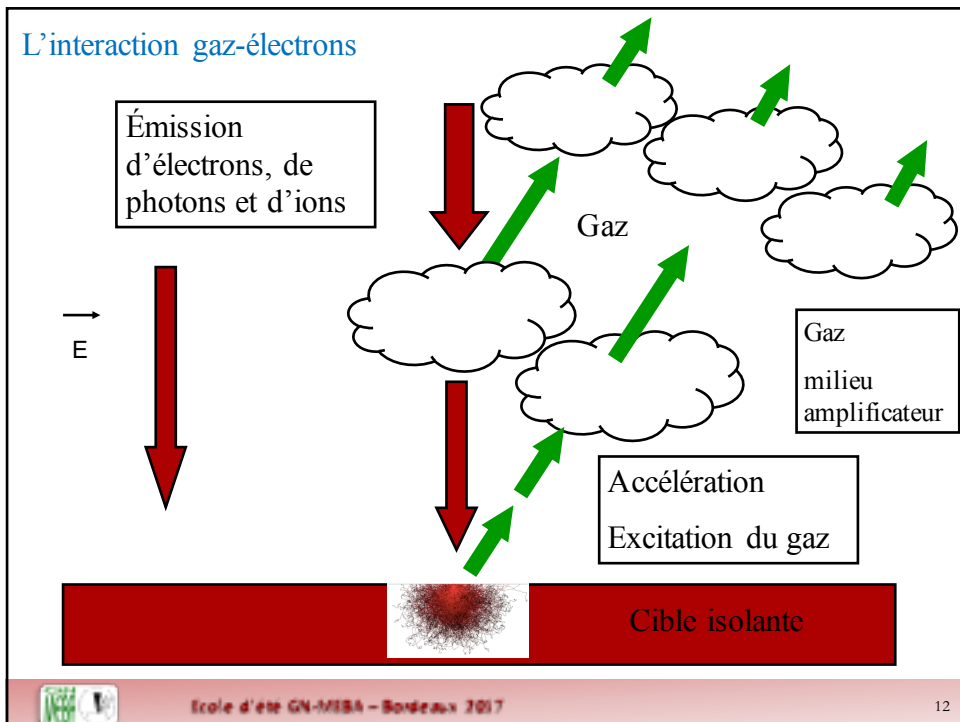 L'interaction gaz-électrons
Émission
d'électrons, de
photons et d'ions
Gaz
E
Gaz
milieu
amplificateur
Accélération
Excitation du gaz
Cible isolante
Ecole d'été GN-MEBA – Bordeaux 2017
12